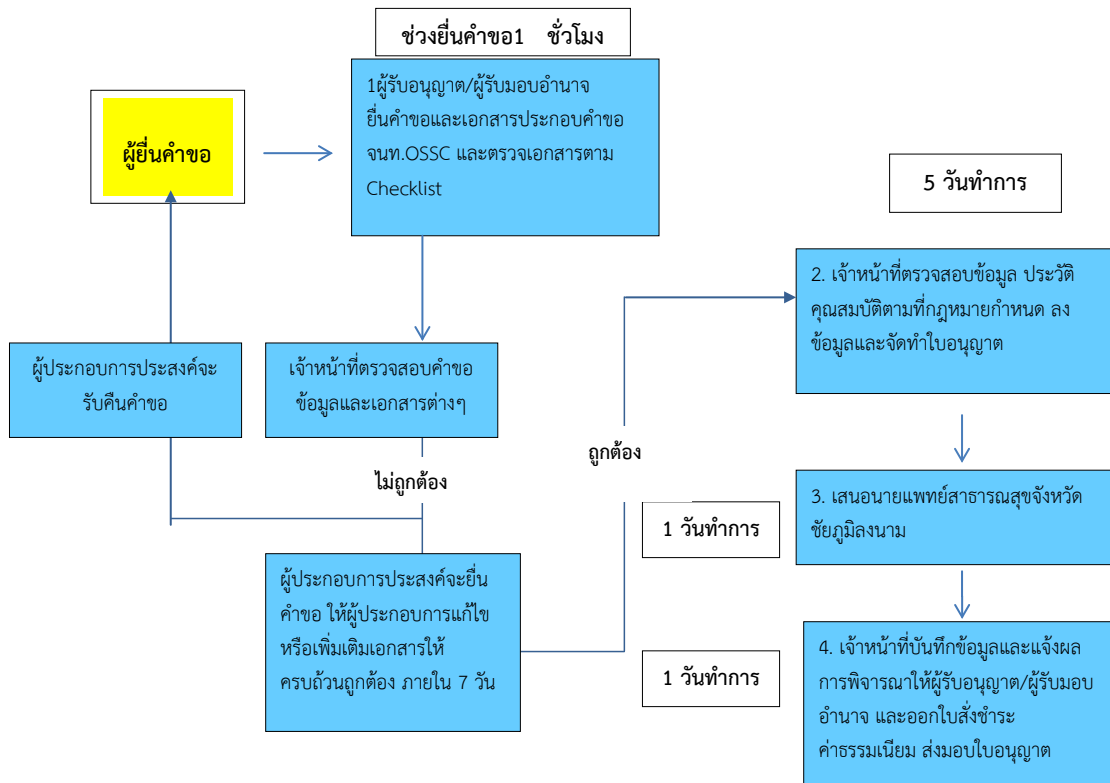 ช่วงยื่นคำขอ1 ชั่วโมง
ผู้ยื่นคำขอ
1ผู้รับอนุญาต/ผู้รับมอบอำนาจ
ยื่นคำขอและเอกสารประกอบคำขอ
จนท.OSSC และตรวจเอกสารตาม
Checklist
5 วันทำการ
2. เจ้าหน้าที่ตรวจสอบข้อมูล ประวัติ
คุณสมบัติตามที่กฎหมายกำหนด ลง
ข้อมูลและจัดทำใบอนุญาต
ผู้ประกอบการประสงค์จะ
รับคืนคำขอ
เจ้าหน้าที่ตรวจสอบคำขอ
ข้อมูลและเอกสารต่างๆ
ถูกต้อง
ไม่ถูกต้อง
1 วันทำการ
3. เสนอนายแพทย์สาธารณสุขจังหวัด
ชัยภูมิลงนาม
ผู้ประกอบการประสงค์จะยื่น
คำขอ ให้ผู้ประกอบการแก้ไข
หรือเพิ่มเติมเอกสารให้
ครบถ้วนถูกต้อง ภายใน 7 วัน
1 วันทำการ
4. เจ้าหน้าที่บันทึกข้อมูลและแจ้งผล
การพิจารณาให้ผู้รับอนุญาต/ผู้รับมอบ
อำนาจ และออกใบสั่งชำระ
ค่าธรรมเนียม ส่งมอบใบอนุญาต